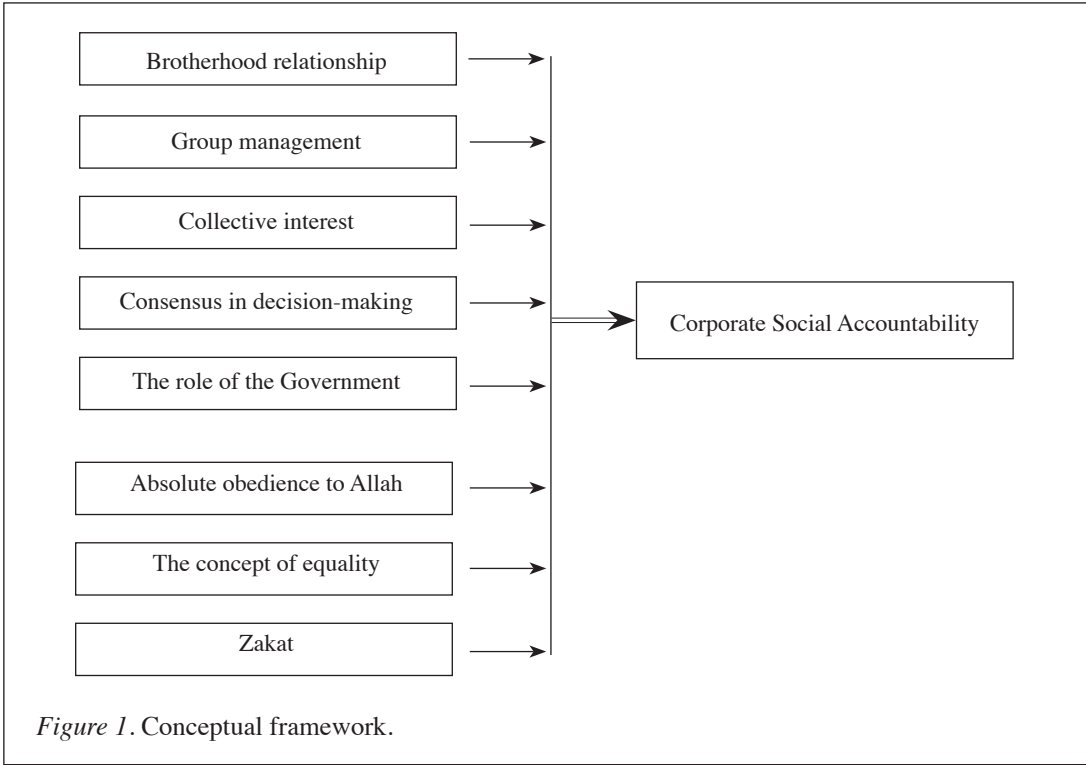 Brotherhood relationship
Group management
Collective interest
Consensus in decision-making
The role of the Government
Corporate Social Accountability
Absolute obedience to Allah
The concept of equality
Zakat
Figure 1. Conceptual framework.